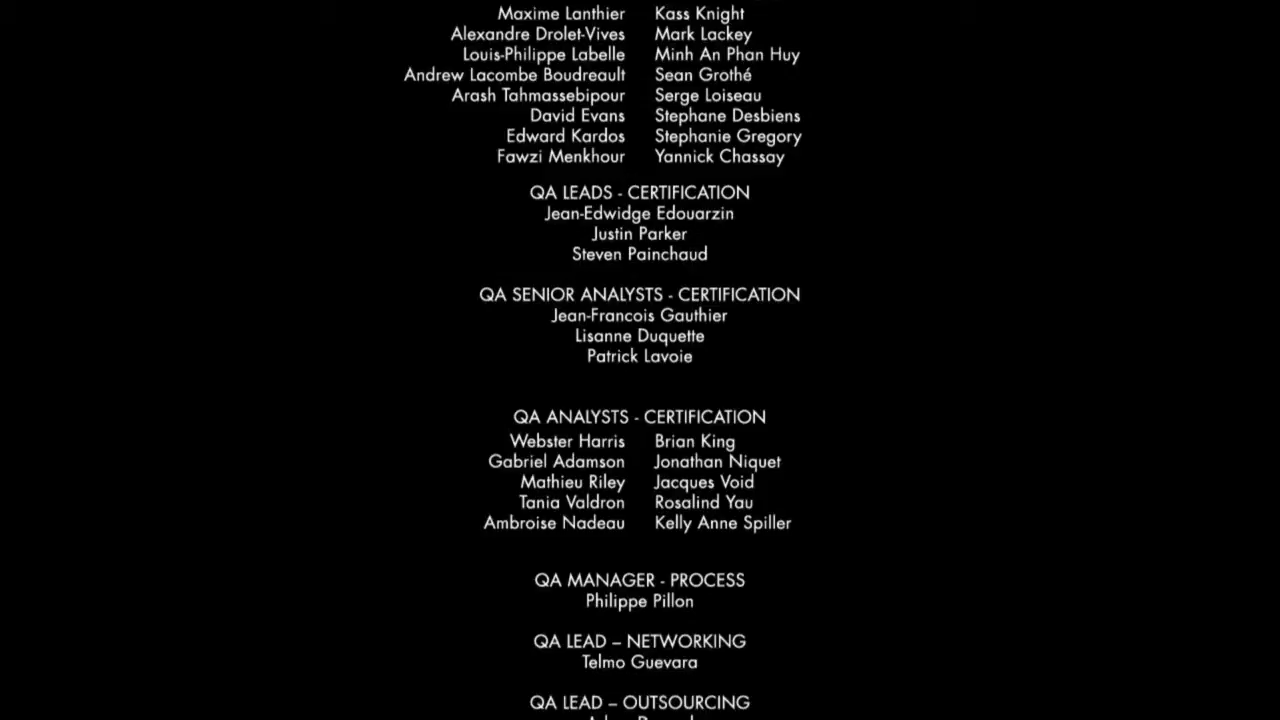 Maxime Lanthier Kass Knight
Alexandre Drolet-Vives Mark Lackey
Louis-Philippe Labelle Minh An Phan Huy
Andrew Lacombe Boudreault Sean Grothé
Arash Tahmassebipour Serge Loiseau
David Evans Stephane Desbiens
Edward Kardos Stephanie Gregory
Fawzi Menkhour Yannick Chassay
QA LEADS - CERTIFICATION
Jean-Edwidge Edouarzin
Justin Parker
Steven Painchaud
QA SENIOR ANALYSTS - CERTIFICATION
Jean-Francois Gauthier
Lisanne Duquette
Patrick Lavoie
QA ANALYSTS - CERTIFICATION
Webster Harris Brian King
Gabriel Adamson Jonathan Niquet
Mathieu Riley Jacques Void
Tania Valdron Rosalind Yau
Ambroise Nadeau Kelly Anne Spiller
QA MANAGER - PROCESS
Philippe Pillon
QA LEAD – NETWORKING
Telmo Guevara
QA LEAD – OUTSOURCING